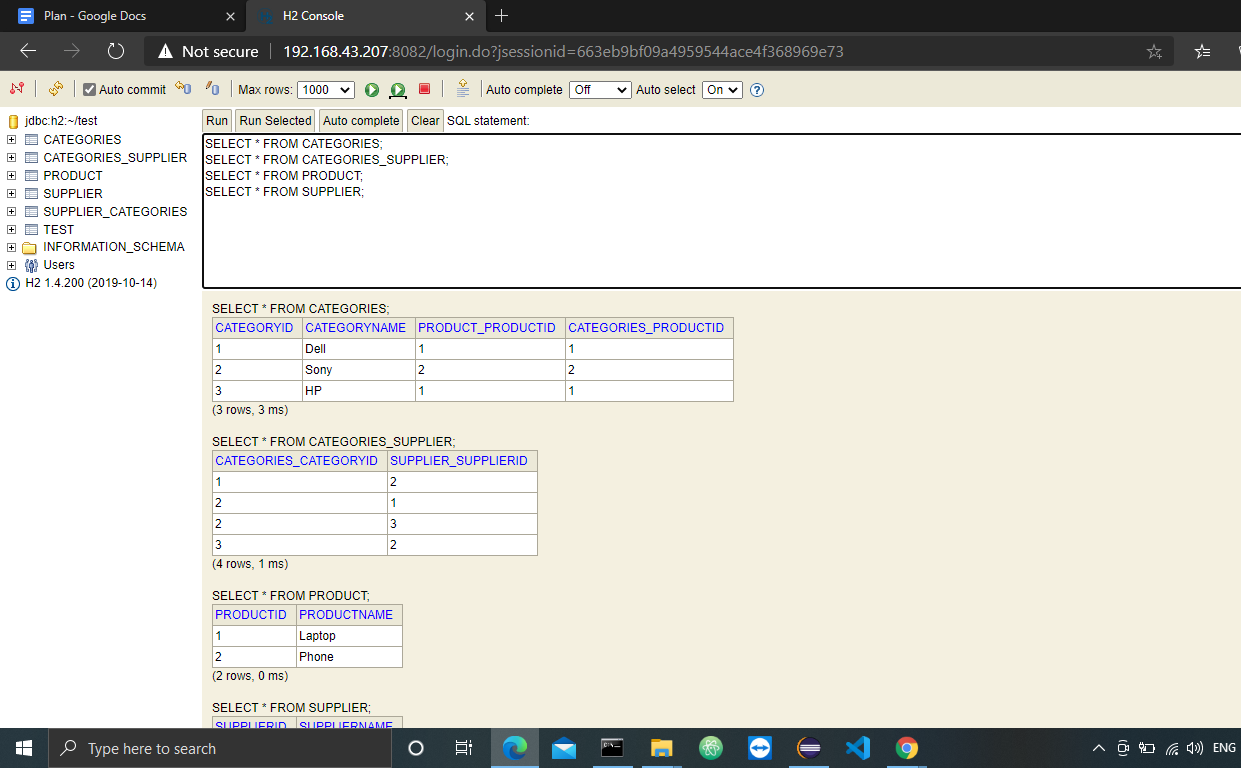 Plan - Google Docs
H2 Console
Not secure 192.168.43.207:8082/login.do?jsessionid=663eb9bf09a4959544ace4f368969e73
Auto commit Max rows: 1000 Auto complete Off Auto select On
jdbc:h2:~/test
CATEGORIES
CATEGORIES_SUPPLIER
PRODUCT
SUPPLIER
SUPPLIER_CATEGORIES
TEST
INFORMATION_SCHEMA
Users
H2 1.4.200 (2019-10-14)
Run Run Selected Auto complete Clear SQL statement:
SELECT * FROM CATEGORIES;
SELECT * FROM CATEGORIES_SUPPLIER;
SELECT * FROM PRODUCT;
SELECT * FROM SUPPLIER;
SELECT * FROM CATEGORIES;
CATEGORYID CATEGORYNAME PRODUCT_PRODUCTID CATEGORIES_PRODUCTID
1 Dell 1 1
2 Sony 2 2
3 HP 1 1
(3 rows, 3 ms)
SELECT * FROM CATEGORIES_SUPPLIER;
CATEGORIES_CATEGORYID SUPPLIER_SUPPLIERID
1 2
2 1
2 3
3 2
(4 rows, 1 ms)
SELECT * FROM PRODUCT;
PRODUCTID PRODUCTNAME
1 Laptop
2 Phone
(2 rows, 0 ms)
SELECT * FROM SUPPLIER;
SUPPLIERID SUPPLIERNAME
Type here to search
ENG